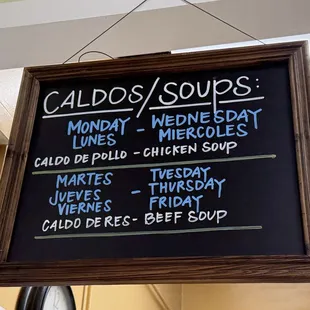 CALDOS/SOUPS:
MONDAY - WEDNESDAY
LUNES MIERCOLES
CALDO DE POLLO - CHICKEN SOUP
MARTES TUESDAY
JUEVES - THURSDAY
VIERNES FRIDAY
CALDO DE RES - BEEF SOUP